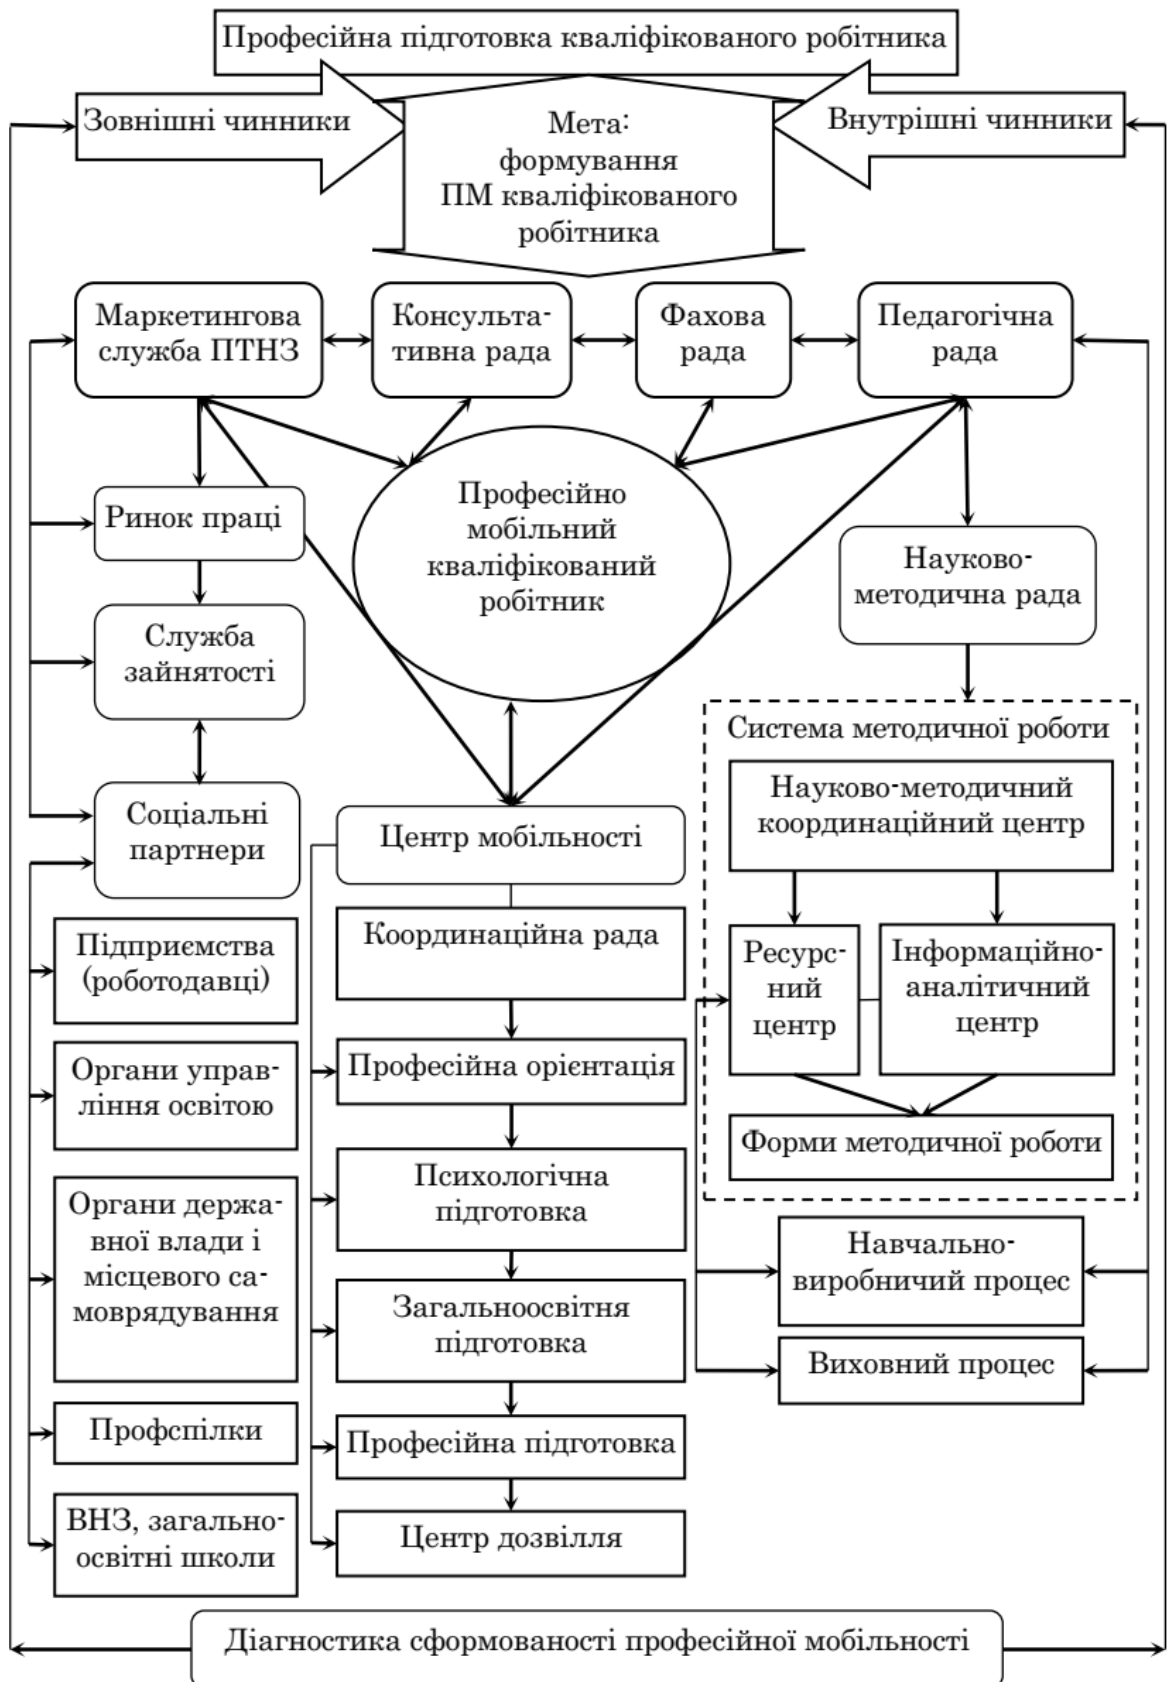 Професійна підготовка кваліфікованого робітника
Зовнішні чинники
Мета:
формування
ПМ кваліфікованого
робітника
Внутрішні чинники
Маркетингова
служба ПТНЗ
Консульта-
тивна рада
Фахова
рада
Педагогічна
рада
Професійно
мобільний
кваліфікований
робітник
Ринок праці
Служба
зайнятості
Соціальні
партнери
Підприємства
(роботодавці)
Органи управ-
ління освітою
Органи держа-
вної влади і
місцевого са-
моврядування
Профспілки
ВНЗ, загально-
освітні школи
Центр мобільності
Координаційна рада
Професійна орієнтація
Психологічна
підготовка
Загальноосвітня
підготовка
Професійна підготовка
Центр дозвілля
Науково-
методична рада
Система методичної роботи
Науково-методичний
координаційний центр
Ресурс-
ний
центр
Інформаційно-
аналітичний
центр
Форми методичної роботи
Навчально-
виробничий процес
Виховний процес
Діагностика сформованості професійної мобільності